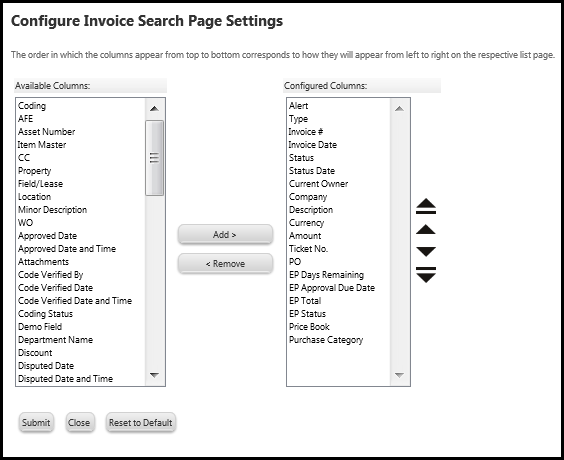 Configure Invoice Search Page Settings
The order in which the columns appear from top to bottom corresponds to how they will appear from left to right on the respective list page.
Available Columns:
Coding
AFE
Asset Number
Item Master
CC
Property
Field/Lease
Location
Minor Description
WO
Approved Date
Approved Date and Time
Attachments
Code Verified By
Code Verified Date
Code Verified Date and Time
Coding Status
Demo Field
Department Name
Discount
Disputed Date
Disputed Date and Time
Add >
< Remove
Configured Columns:
Alert
Type
Invoice #
Invoice Date
Status
Status Date
Current Owner
Company
Description
Currency
Amount
Ticket No.
PO
EP Days Remaining
EP Approval Due Date
EP Total
EP Status
Price Book
Purchase Category
Submit
Close
Reset to Default